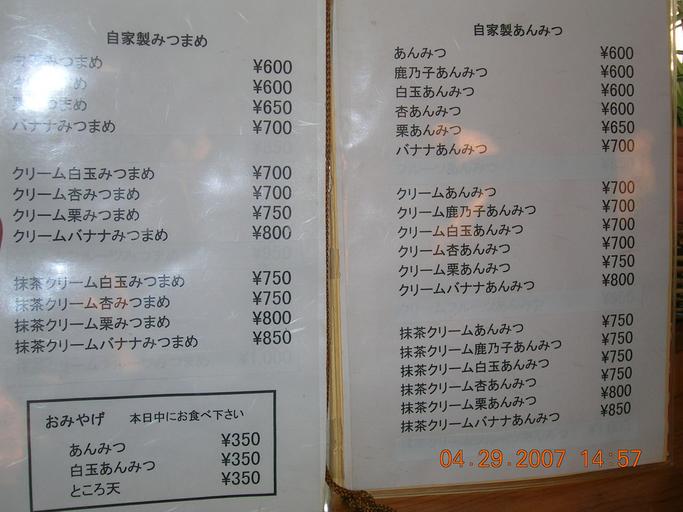 自家製みつまめ
白玉みつまめ ¥600
杏みつまめ ¥600
栗みつまめ ¥650
バナナみつまめ ¥700
クリーム白玉みつまめ ¥700
クリーム杏みつまめ ¥700
クリーム栗みつまめ ¥750
クリームバナナみつまめ ¥800
抹茶クリーム白玉みつまめ ¥750
抹茶クリーム杏みつまめ ¥750
抹茶クリーム栗みつまめ ¥800
抹茶クリームバナナみつまめ ¥850
おみやげ 本日中にお食べ下さい
あんみつ ¥350
白玉あんみつ ¥350
ところ天 ¥350
自家製あんみつ
あんみつ ¥600
鹿乃子あんみつ ¥600
白玉あんみつ ¥600
杏あんみつ ¥600
栗あんみつ ¥650
バナナあんみつ ¥700
クリームあんみつ ¥700
クリーム鹿乃子あんみつ ¥700
クリーム白玉あんみつ ¥700
クリーム杏あんみつ ¥700
クリーム栗あんみつ ¥750
クリームバナナあんみつ ¥800
抹茶クリームあんみつ ¥750
抹茶クリーム鹿乃子あんみつ ¥750
抹茶クリーム白玉あんみつ ¥750
抹茶クリーム杏あんみつ ¥750
抹茶クリーム栗あんみつ ¥800
抹茶クリームバナナあんみつ ¥850
04.29.2007 14:57